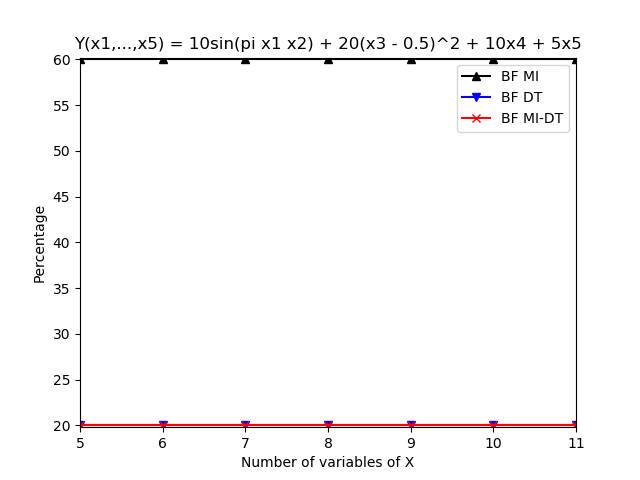 Y(x1,...,x5) = 10sin(pi x1 x2) + 20(x3 - 0.5)^2 + 10x4 + 5x5
60
55
50
45
40
35
30
25
20
Percentage
BF MI
BF DT
BF MI-DT
5 6 7 8 9 10 11
Number of variables of X